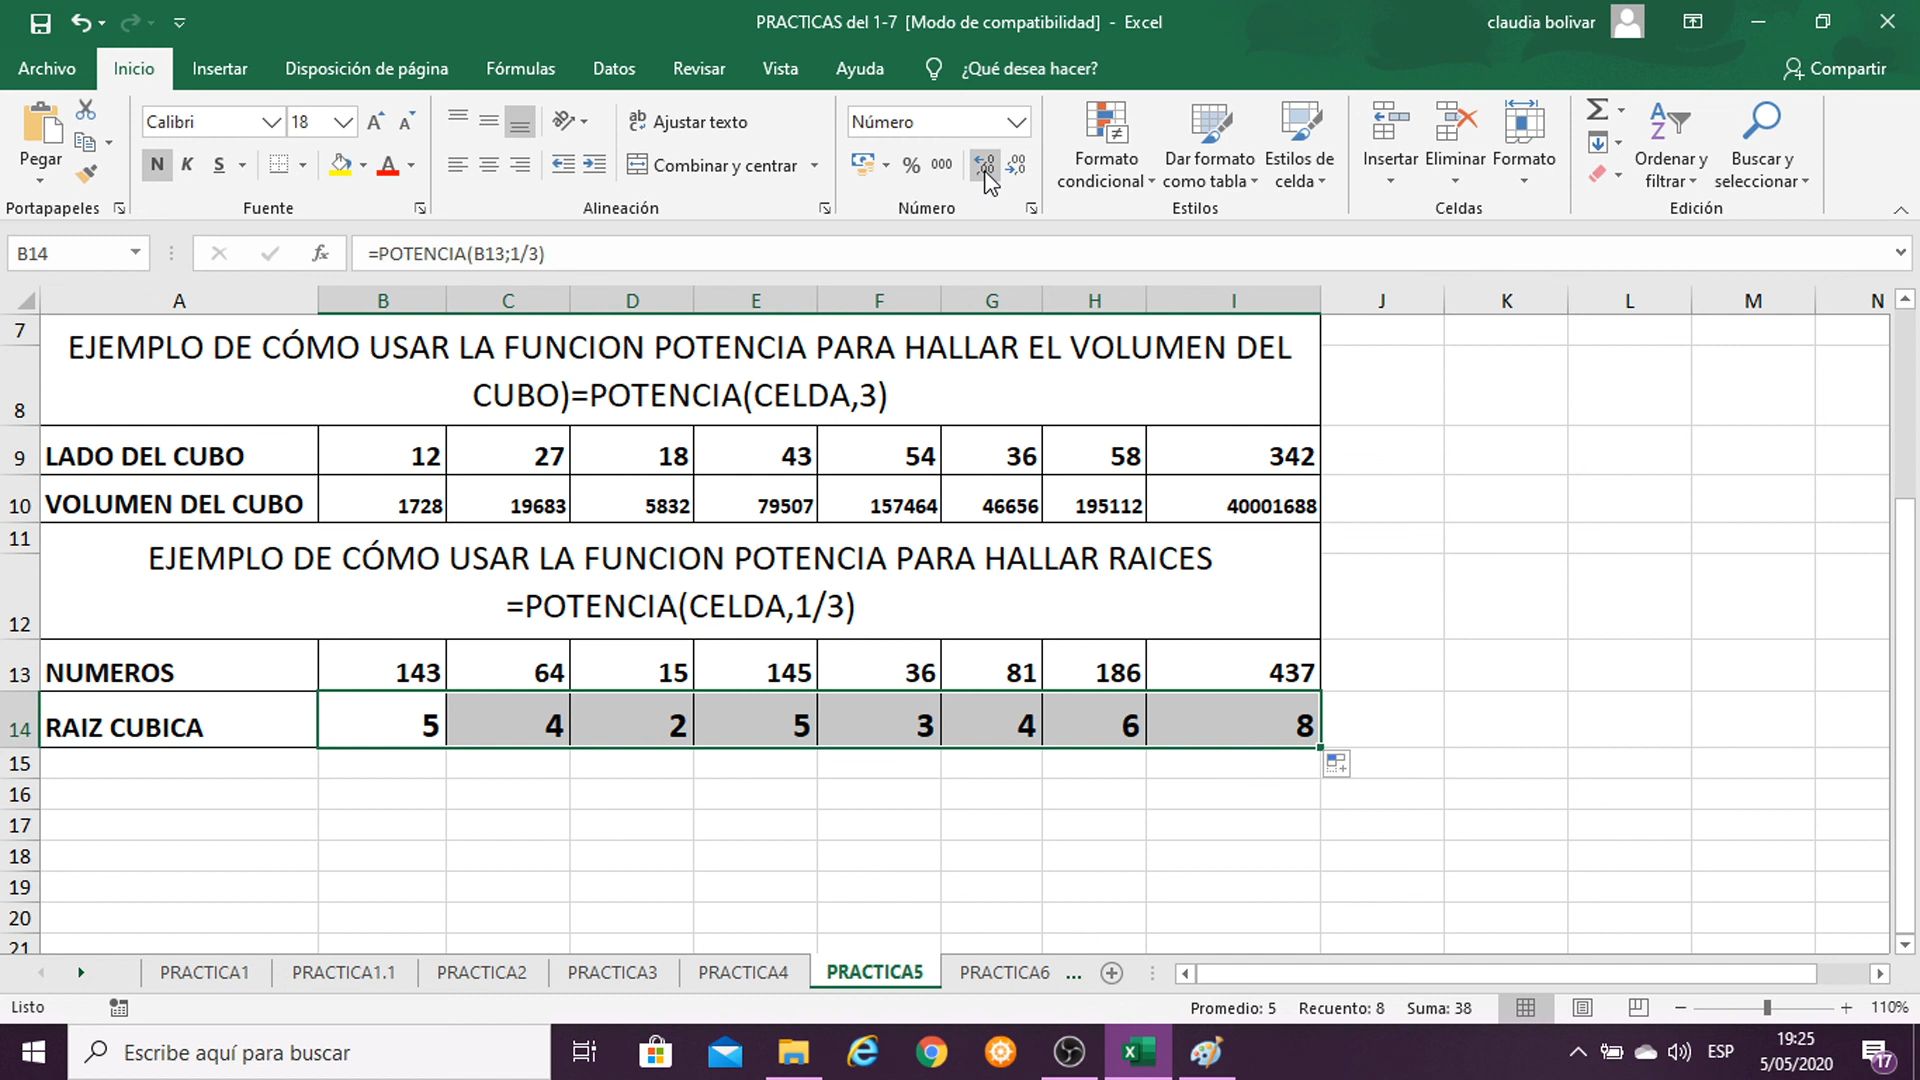 PRACTICAS del 1-7 [Modo de compatibilidad] - Excel
claudia bolivar
Archivo Inicio Insertar Disposición de página Fórmulas Datos Revisar Vista Ayuda ¿Qué desea hacer? Compartir
Pegar
Calibri 18
N K S
A A
ab Ajustar texto
Combinar y centrar
Número
% 000
Formato condicional
Dar formato como tabla
Estilos de celda
Insertar Eliminar Formato
Ordenar y filtrar
Buscar y seleccionar
Portapapeles Fuente Alineación Número Estilos Celdas Edición
B14 fx =POTENCIA(B13;1/3)
A B C D E F G H I J K L M N
7
EJEMPLO DE CÓMO USAR LA FUNCION POTENCIA PARA HALLAR EL VOLUMEN DEL
8 CUBO)=POTENCIA(CELDA,3)
9 LADO DEL CUBO 12 27 18 43 54 36 58 342
10 VOLUMEN DEL CUBO 1728 19683 5832 79507 157464 46656 195112 40001688
11
EJEMPLO DE CÓMO USAR LA FUNCION POTENCIA PARA HALLAR RAICES
12 =POTENCIA(CELDA,1/3)
13 NUMEROS 143 64 15 145 36 81 186 437
14 RAIZ CUBICA 5 4 2 5 3 4 6 8
15
16
17
18
19
20
21
PRACTICA1 PRACTICA1.1 PRACTICA2 PRACTICA3 PRACTICA4 PRACTICA5 PRACTICA6 ...
Listo Promedio: 5 Recuento: 8 Suma: 38 110%
Escribe aquí para buscar
ESP
19:25
5/05/2020
17